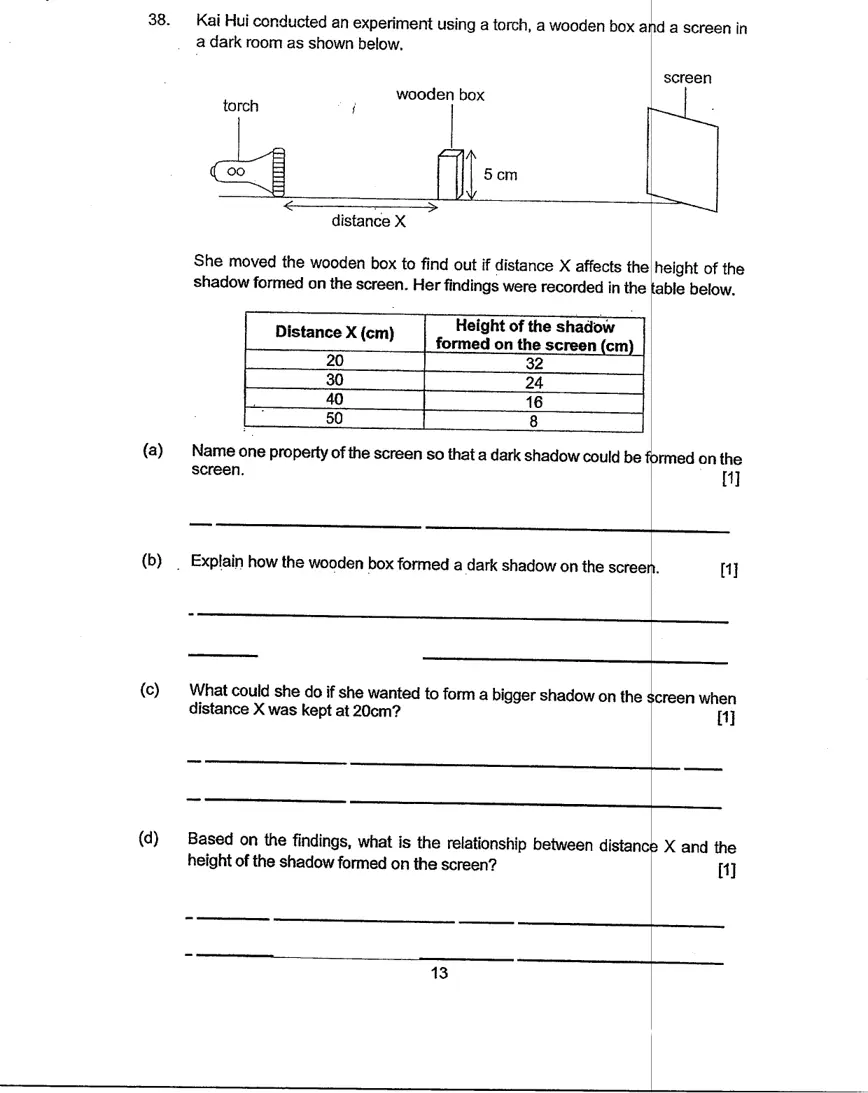 38. Kai Hui conducted an experiment using a torch, a wooden box and a screen in
a dark room as shown below.
screen
wooden box
torch
5 cm
distance X
She moved the wooden box to find out if distance X affects the height of the
shadow formed on the screen. Her findings were recorded in the table below.
Distance X (cm) Height of the shadow
formed on the screen (cm)
20 32
30 24
40 16
50 8
(a) Name one property of the screen so that a dark shadow could be formed on the
screen. [1]
(b) Explain how the wooden box formed a dark shadow on the screen. [1]
(c) What could she do if she wanted to form a bigger shadow on the screen when
distance X was kept at 20cm? [1]
(d) Based on the findings, what is the relationship between distance X and the
height of the shadow formed on the screen? [1]
13